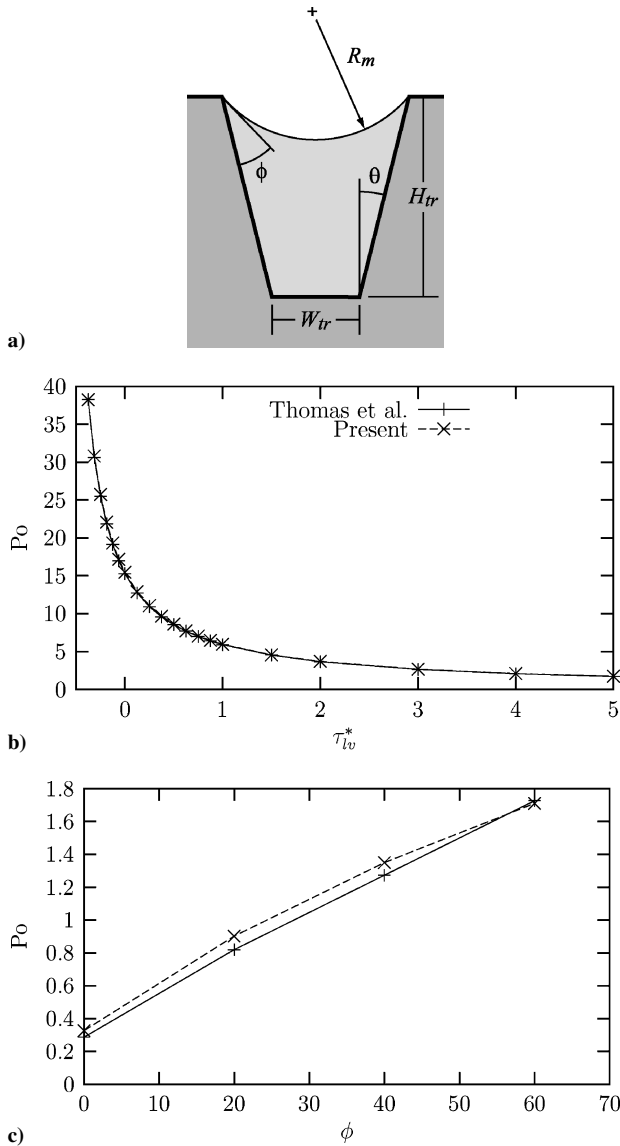 +
R_m
ϕ
θ
H_tr
W_tr
a)
40
35
30
25
20
15
10
5
0
Po
Thomas et al.
Present
0 1 2 3 4 5
τ*_lv
b)
1.8
1.6
1.4
1.2
1
0.8
0.6
0.4
0.2
0
Po
0 10 20 30 40 50 60 70
ϕ
c)